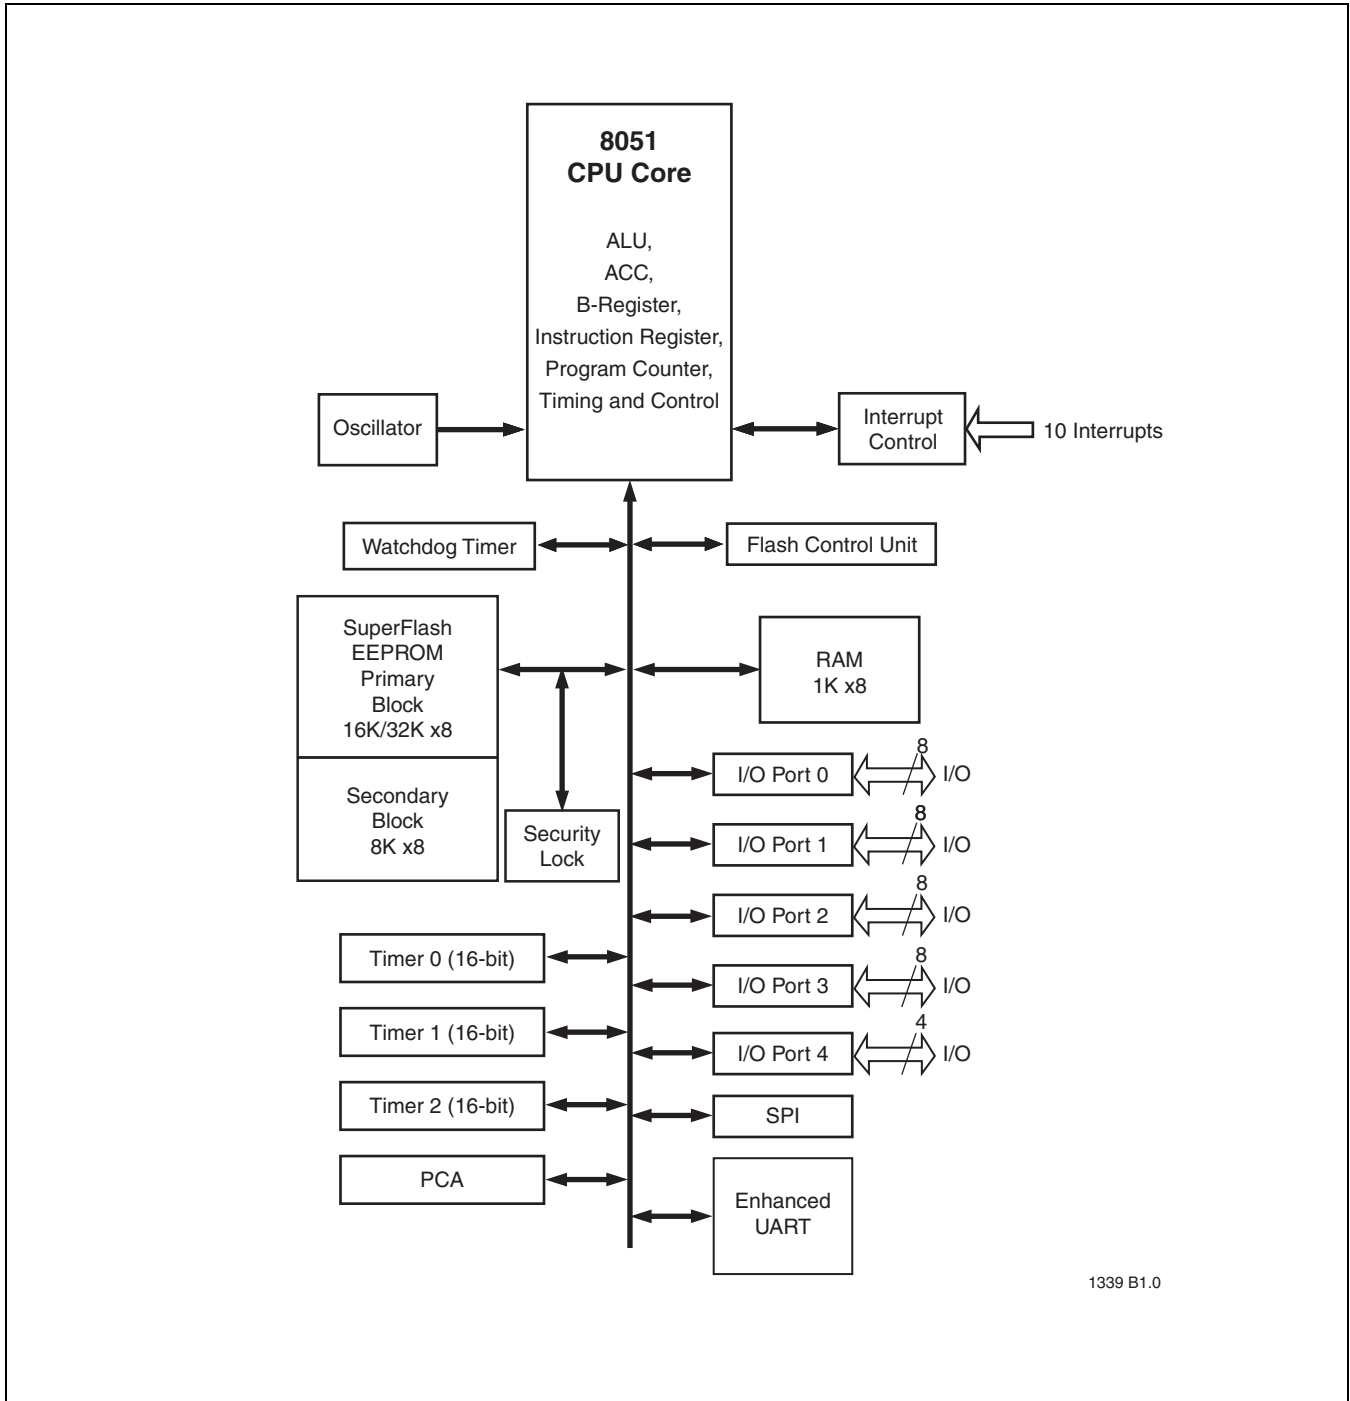 8051
CPU Core
ALU,
ACC,
B-Register,
Instruction Register,
Program Counter,
Timing and Control
Oscillator
Interrupt
Control
10 Interrupts
Watchdog Timer
Flash Control Unit
SuperFlash
EEPROM
Primary
Block
16K/32K x8
RAM
1K x8
Secondary
Block
8K x8
Security
Lock
I/O Port 0
8
I/O
I/O Port 1
8
I/O
I/O Port 2
8
I/O
I/O Port 3
8
I/O
I/O Port 4
4
I/O
Timer 0 (16-bit)
Timer 1 (16-bit)
Timer 2 (16-bit)
SPI
PCA
Enhanced
UART
1339 B1.0